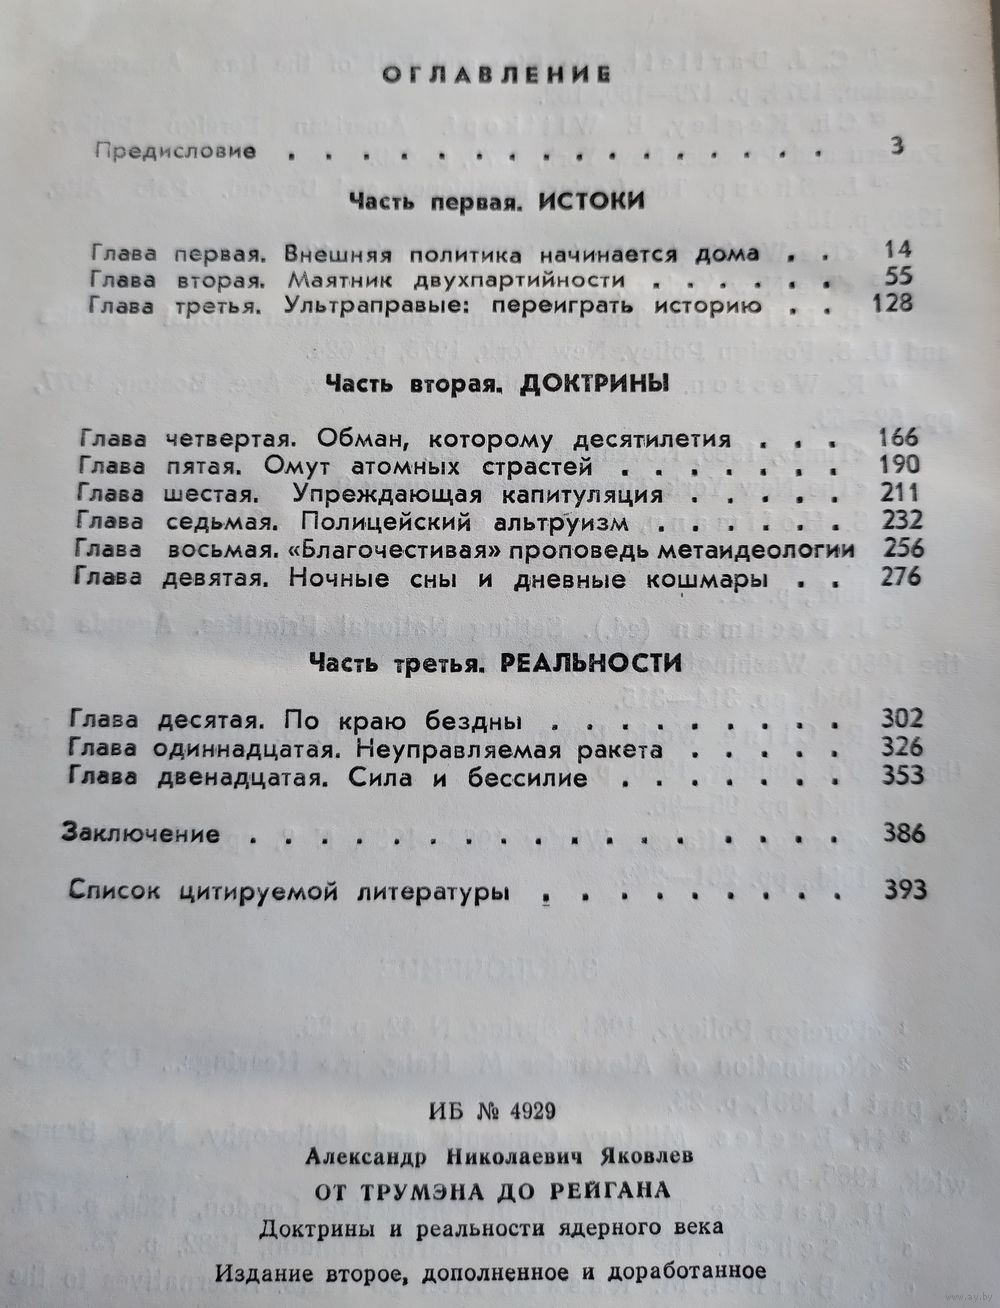 ОГЛАВЛЕНИЕ
Предисловие . . . . . . . . . . . . . . . 3
Часть первая. ИСТОКИ
Глава первая. Внешняя политика начинается дома . . 14
Глава вторая. Маятник двухпартийности . . . . . . 55
Глава третья. Ультраправые: переиграть историю . . 128
Часть вторая. ДОКТРИНЫ
Глава четвертая. Обман, которому десятилетия . . . 166
Глава пятая. Омут атомных страстей . . . . . . . 190
Глава шестая. Упреждающая капитуляция . . . . . 211
Глава седьмая. Полицейский альтруизм . . . . . . 232
Глава восьмая. «Благочестивая» проповедь метаидеологии 256
Глава девятая. Ночные сны и дневные кошмары . . 276
Часть третья. РЕАЛЬНОСТИ
Глава десятая. По краю бездны . . . . . . . . . 302
Глава одиннадцатая. Неуправляемая ракета . . . . . 326
Глава двенадцатая. Сила и бессилие . . . . . . . 353
Заключение . . . . . . . . . . . . . . . . . 386
Список цитируемой литературы . . . . . . . . . 393
ИБ № 4929
Александр Николаевич Яковлев
ОТ ТРУМЭНА ДО РЕЙГАНА
Доктрины и реальности ядерного века
Издание второе, дополненное и доработанное
www.ay.by